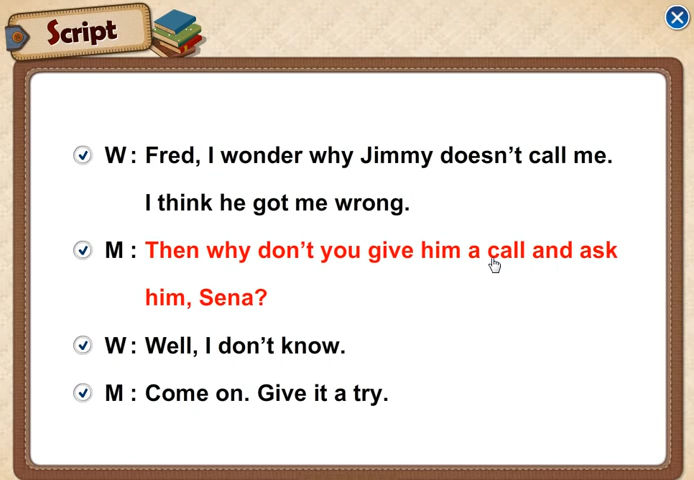 Script
W : Fred, I wonder why Jimmy doesn’t call me.
I think he got me wrong.
M : Then why don’t you give him a call and ask
him, Sena?
W : Well, I don’t know.
M : Come on. Give it a try.